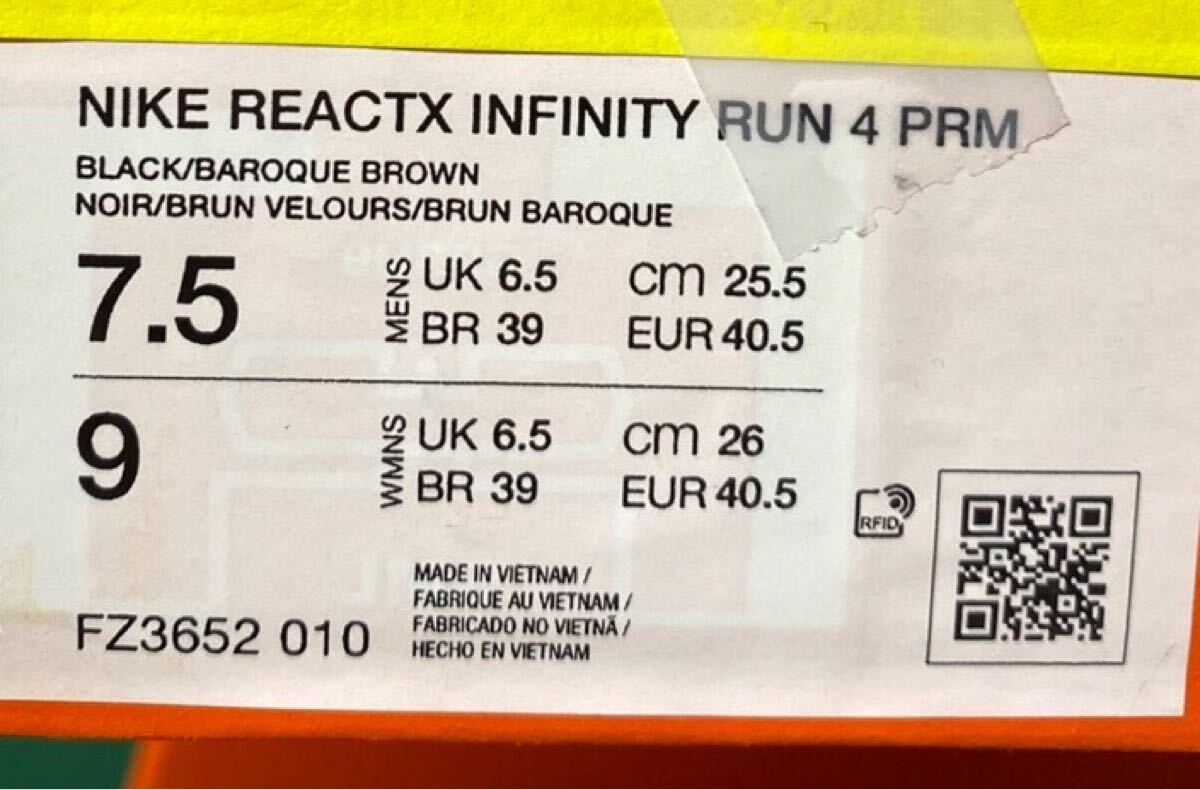 NIKE REACTX INFINITY RUN 4 PRM
BLACK/BAROQUE BROWN
NOIR/BRUN VELOURS/BRUN BAROQUE
7.5 MENS UK 6.5 cm 25.5
BR 39 EUR 40.5
9 WMNS UK 6.5 cm 26
BR 39 EUR 40.5
RFID
MADE IN VIETNAM /
FABRIQUE AU VIETNAM /
FABRICADO NO VIETNÃ /
HECHO EN VIETNAM
FZ3652 010